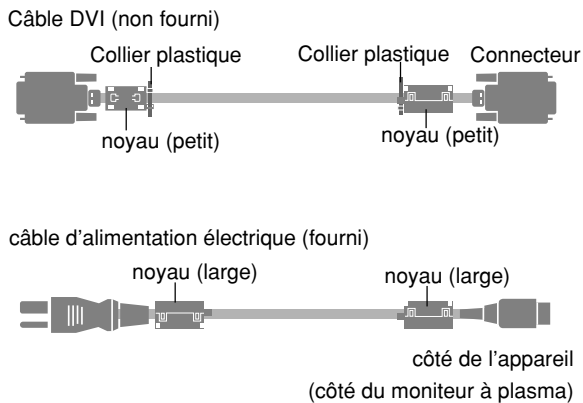 Câble DVI (non fourni)
Collier plastique
Collier plastique
Connecteur
noyau (petit)
noyau (petit)
câble d'alimentation électrique (fourni)
noyau (large)
noyau (large)
côté de l'appareil
(côté du moniteur à plasma)